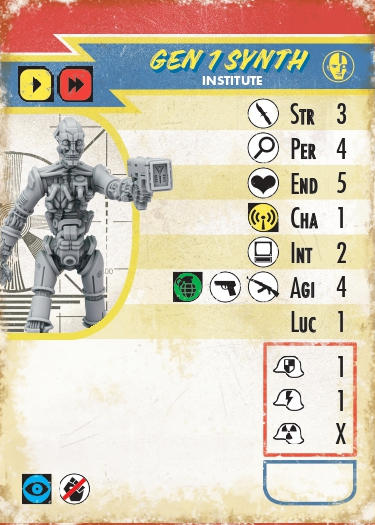 GEN 1 SYNTH
INSTITUTE
STR 3
PER 4
END 5
CHA 1
INT 2
AGI 4
LUC 1
1
1
X